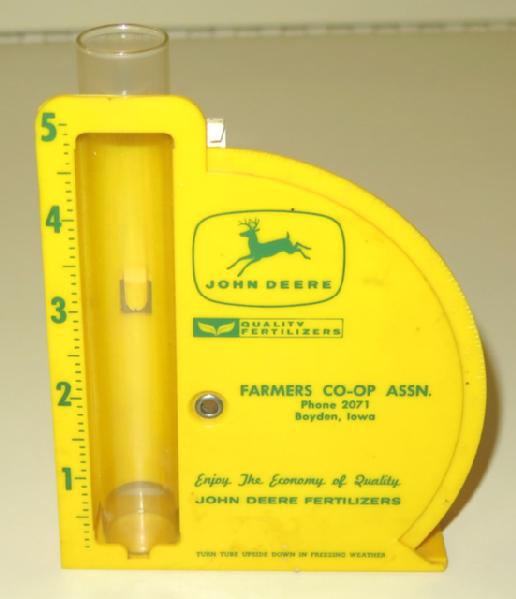 5
4
3
2
1
JOHN DEERE
QUALITY
FERTILIZERS
FARMERS CO-OP ASSN.
Phone 2071
Boyden, Iowa
Enjoy The Economy of Quality
JOHN DEERE FERTILIZERS
TURN TUBE UPSIDE DOWN IN FREEZING WEATHER